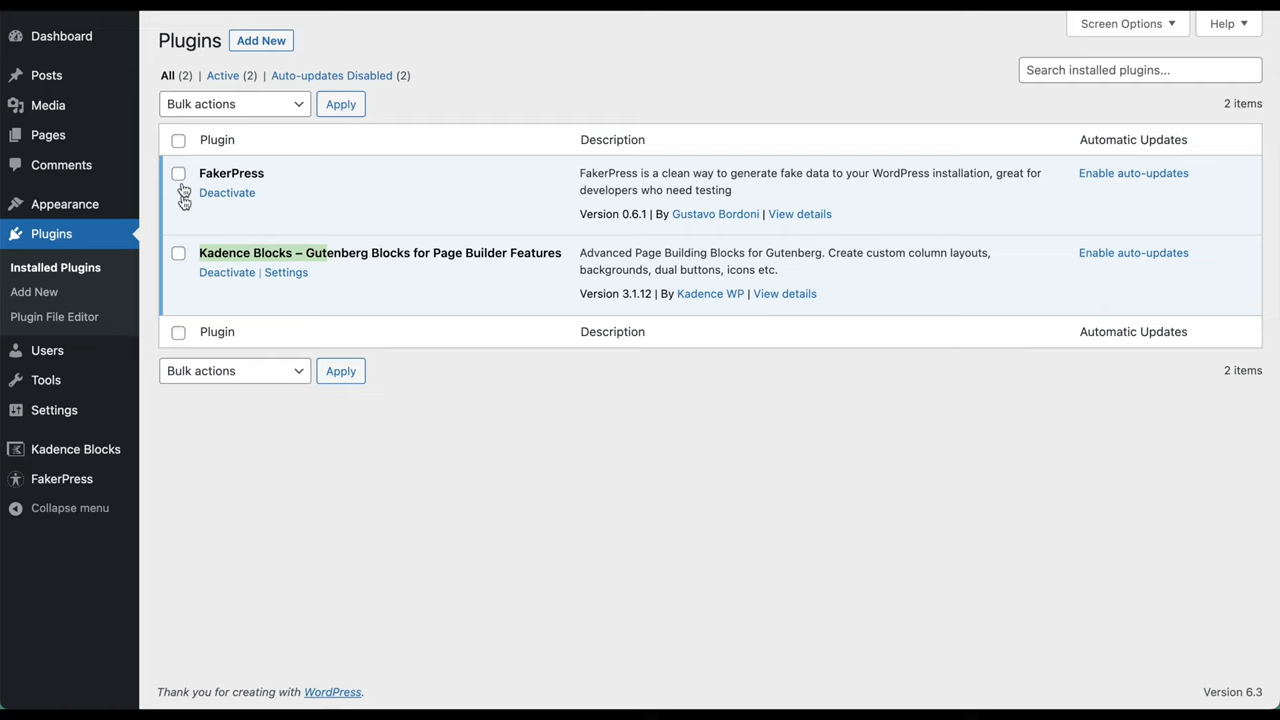 Dashboard
Posts
Media
Pages
Comments
Appearance
Plugins
Installed Plugins
Add New
Plugin File Editor
Users
Tools
Settings
Kadence Blocks
FakerPress
Collapse menu
Screen Options
Help
Plugins
Add New
All (2) | Active (2) | Auto-updates Disabled (2)
Search installed plugins...
Bulk actions
Apply
2 items
Plugin
Description
Automatic Updates
FakerPress
Deactivate
FakerPress is a clean way to generate fake data to your WordPress installation, great for
developers who need testing
Version 0.6.1 | By Gustavo Bordoni | View details
Enable auto-updates
Kadence Blocks – Gutenberg Blocks for Page Builder Features
Deactivate | Settings
Advanced Page Building Blocks for Gutenberg. Create custom column layouts,
backgrounds, dual buttons, icons etc.
Version 3.1.12 | By Kadence WP | View details
Enable auto-updates
Plugin
Description
Automatic Updates
Bulk actions
Apply
2 items
Thank you for creating with WordPress.
Version 6.3